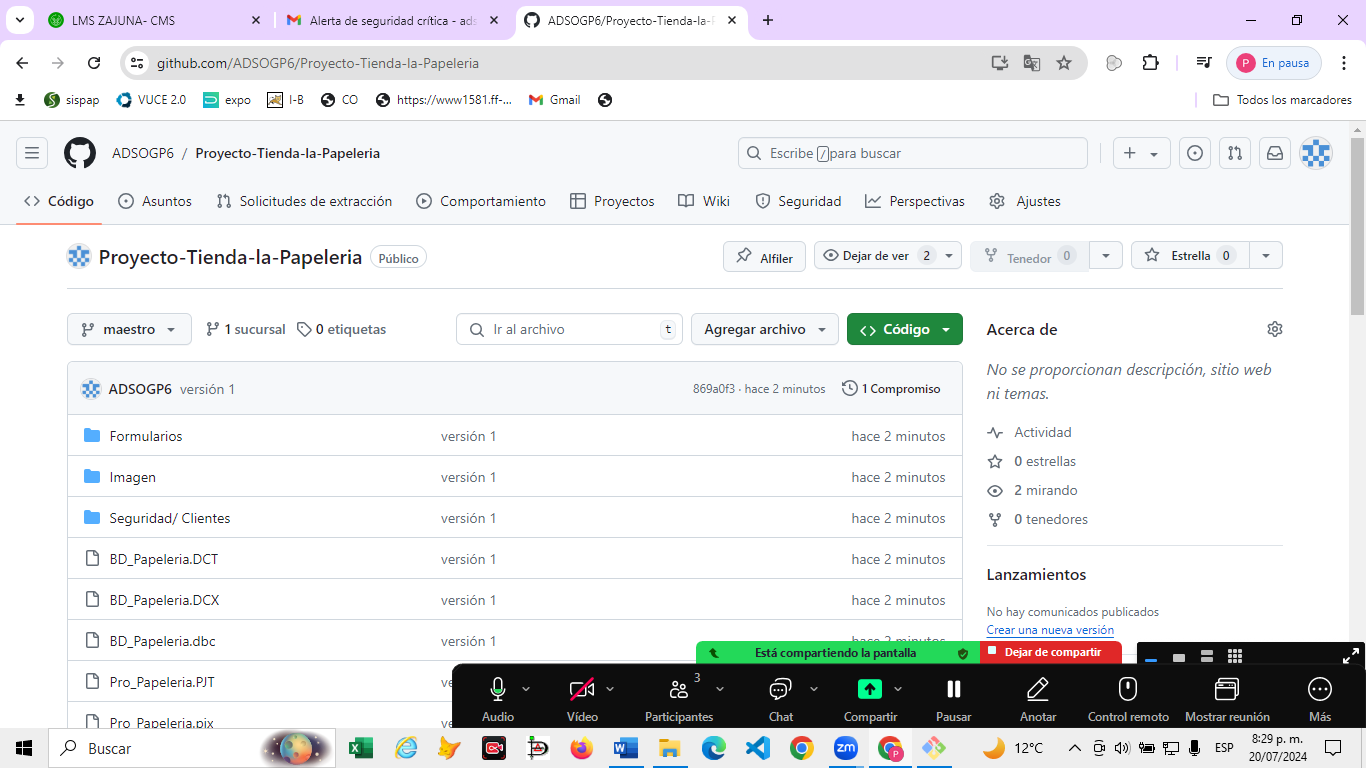 LMS ZAJUNA- CMS
Alerta de seguridad crítica - ads
ADSOGP6/Proyecto-Tienda-la-P
github.com/ADSOGP6/Proyecto-Tienda-la-Papeleria
P En pausa
sispap VUCE 2.0 expo I-B CO https://www1581.ff-... Gmail
Todos los marcadores
ADSOGP6 / Proyecto-Tienda-la-Papeleria
Escribe / para buscar
Código Asuntos Solicitudes de extracción Comportamiento Proyectos Wiki Seguridad Perspectivas Ajustes
Proyecto-Tienda-la-Papeleria Público
Alfiler Dejar de ver 2 Tenedor 0 Estrella 0
maestro 1 sucursal 0 etiquetas Ir al archivo t Agregar archivo Código
ADSOGP6 versión 1 869a0f3 · hace 2 minutos 1 Compromiso
Formularios versión 1 hace 2 minutos
Imagen versión 1 hace 2 minutos
Seguridad/ Clientes versión 1 hace 2 minutos
BD_Papeleria.DCT versión 1 hace 2 minutos
BD_Papeleria.DCX versión 1 hace 2 minutos
BD_Papeleria.dbc versión 1 hace 2 minutos
Pro_Papeleria.PJT
Pro_Papeleria.pjx
Acerca de
No se proporcionan descripción, sitio web
ni temas.
Actividad
0 estrellas
2 mirando
0 tenedores
Lanzamientos
No hay comunicados publicados
Crear una nueva versión
Está compartiendo la pantalla Dejar de compartir
3
Audio Vídeo Participantes Chat Compartir Pausar Anotar Control remoto Mostrar reunión Más
Buscar
zm
P
12°C
ESP
8:29 p. m.
20/07/2024